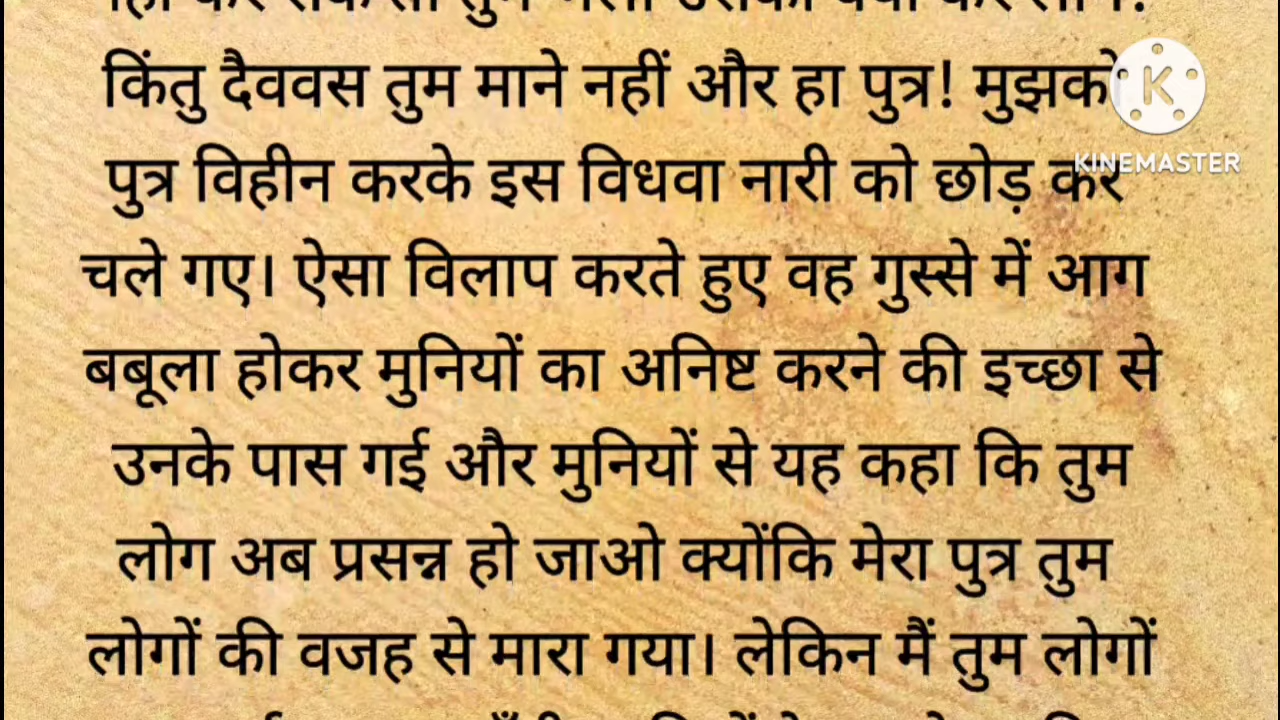 किंतु दैववस तुम माने नहीं और हा पुत्र! मुझको
पुत्र विहीन करके इस विधवा नारी को छोड़ कर
चले गए। ऐसा विलाप करते हुए वह गुस्से में आग
बबूला होकर मुनियों का अनिष्ट करने की इच्छा से
उनके पास गई और मुनियों से यह कहा कि तुम
लोग अब प्रसन्न हो जाओ क्योंकि मेरा पुत्र तुम
लोगों की वजह से मारा गया। लेकिन मैं तुम लोगों
K
KINEMASTER